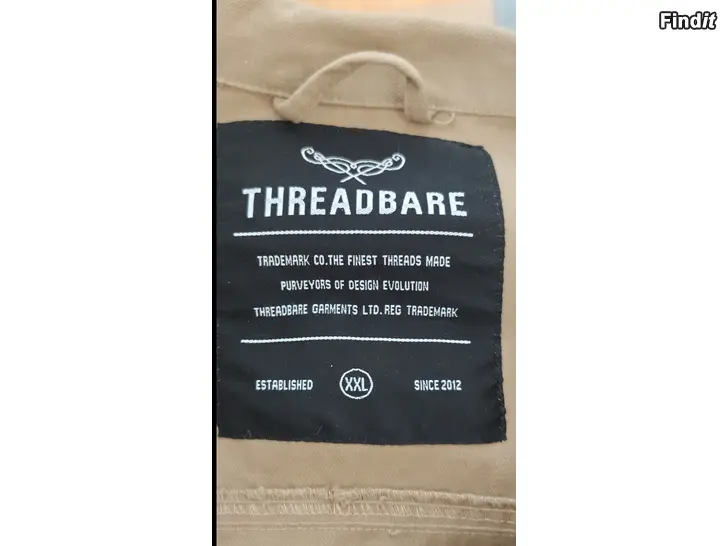 Findit
THREADBARE
TRADEMARK CO.THE FINEST THREADS MADE
PURVEYORS OF DESIGN EVOLUTION
THREADBARE GARMENTS LTD.REG TRADEMARK
ESTABLISHED XXL SINCE 2012